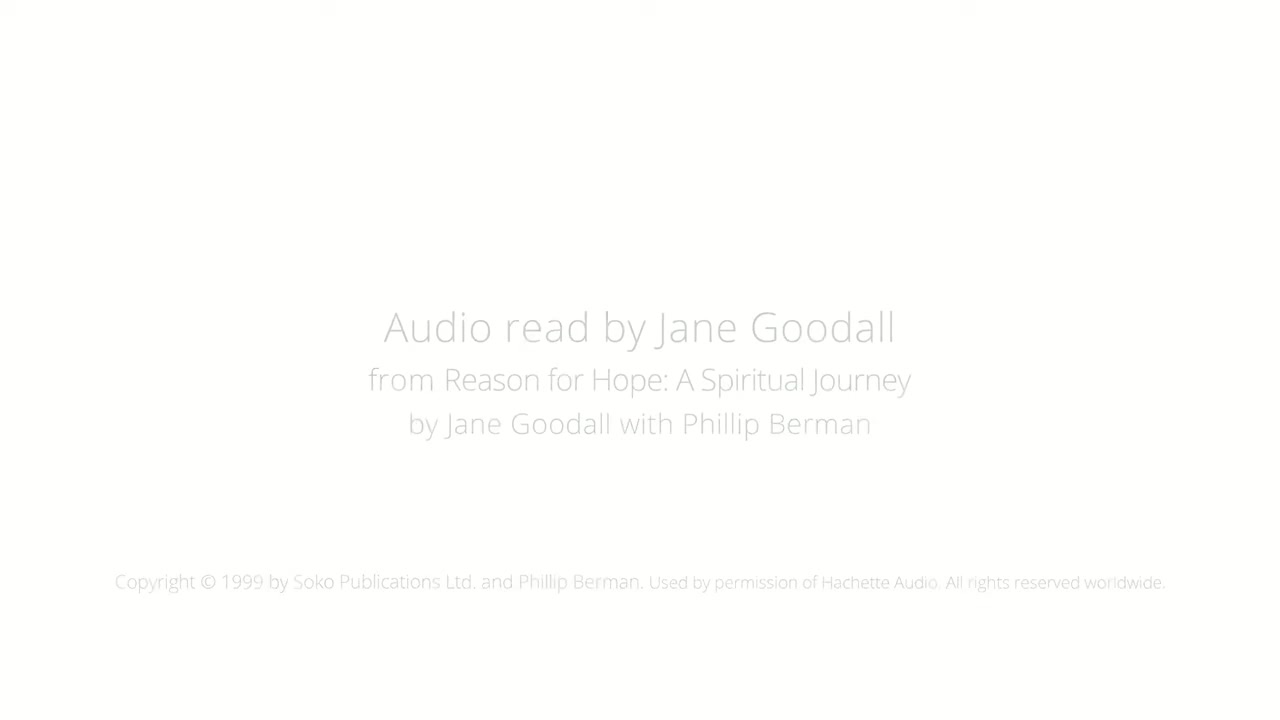 Audio read by Jane Goodall
from Reason for Hope: A Spiritual Journey
by Jane Goodall with Phillip Berman
Copyright © 1999 by Soko Publications Ltd. and Phillip Berman. Used by permission of Hachette Audio. All rights reserved worldwide.